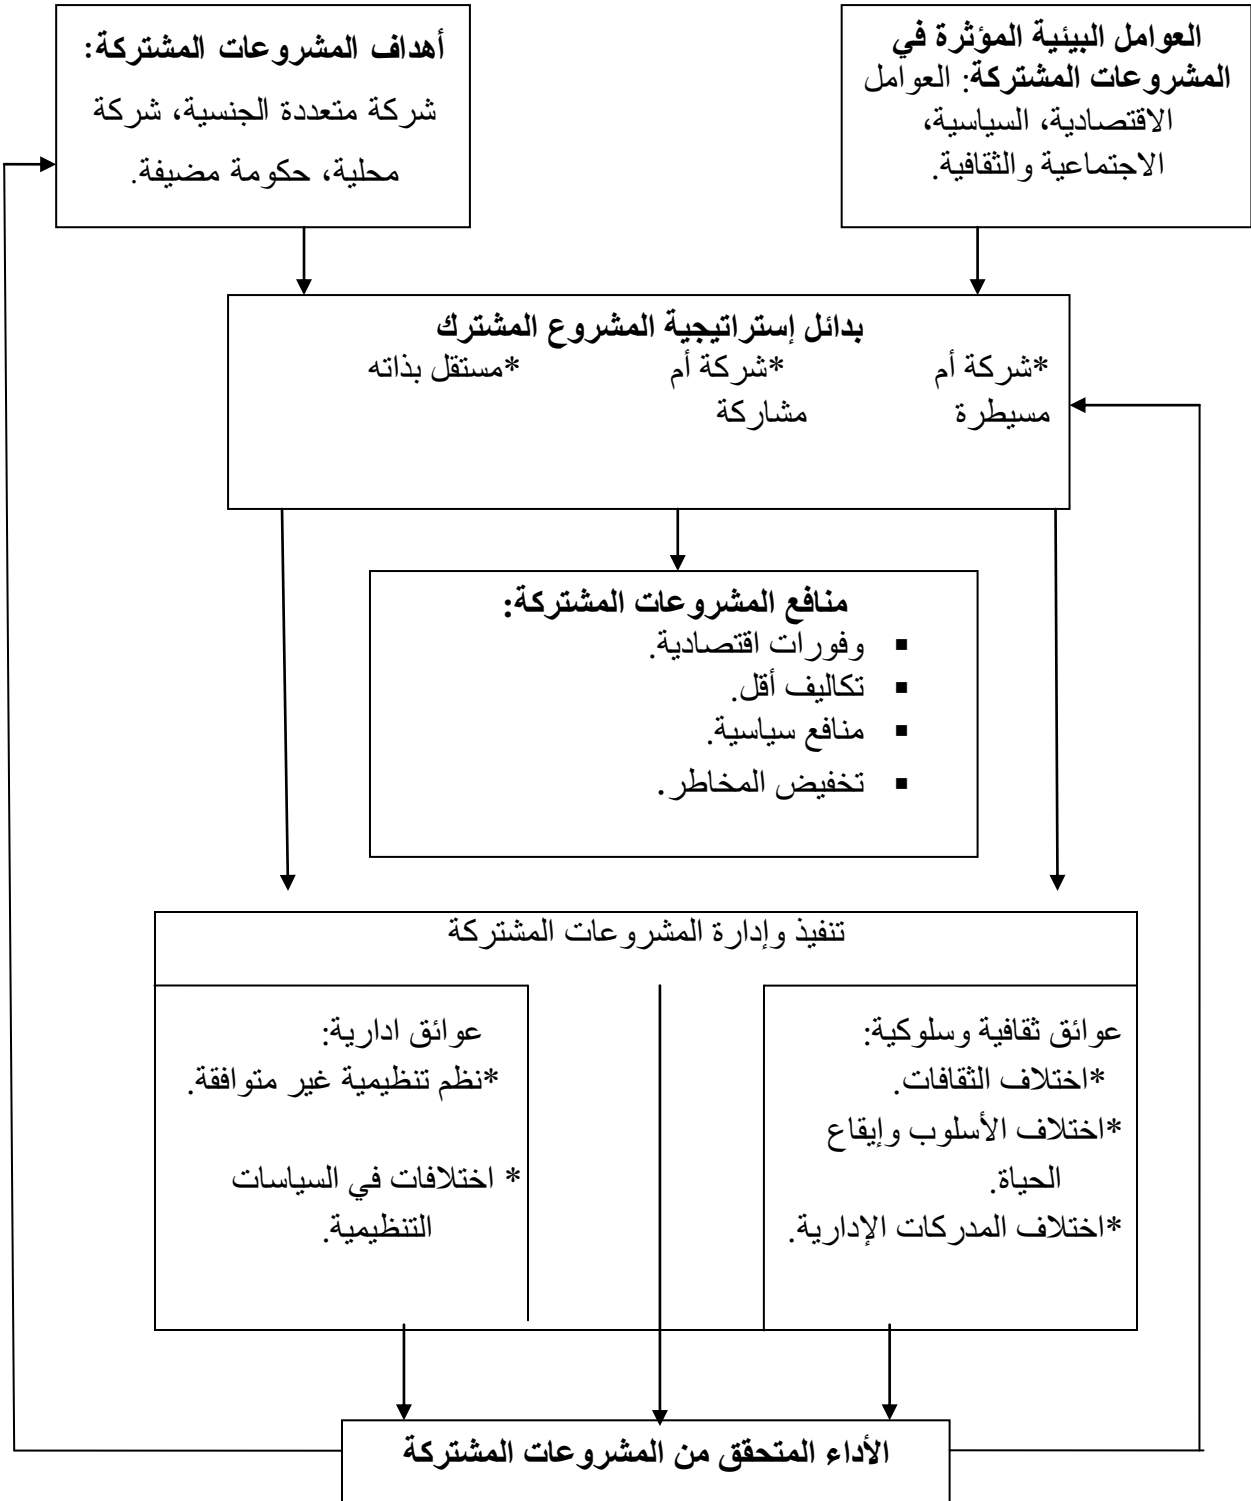 العوامل البيئية المؤثرة في
المشروعات المشتركة: العوامل
الاقتصادية، السياسية،
الاجتماعية والثقافية.
أهداف المشروعات المشتركة:
شركة متعددة الجنسية، شركة
محلية، حكومة مضيفة.
بدائل إستراتيجية المشروع المشترك
*شركة أم *شركة أم *مستقل بذاته
مسيطرة مشاركة
منافع المشروعات المشتركة:
▪ وفورات اقتصادية.
▪ تكاليف أقل.
▪ منافع سياسية.
▪ تخفيض المخاطر.
تنفيذ وإدارة المشروعات المشتركة
عوائق ثقافية وسلوكية:
*اختلاف الثقافات.
*اختلاف الأسلوب وإيقاع
الحياة.
*اختلاف المدركات الإدارية.
عوائق ادارية:
*نظم تنظيمية غير متوافقة.
* اختلافات في السياسات
التنظيمية.
الأداء المتحقق من المشروعات المشتركة